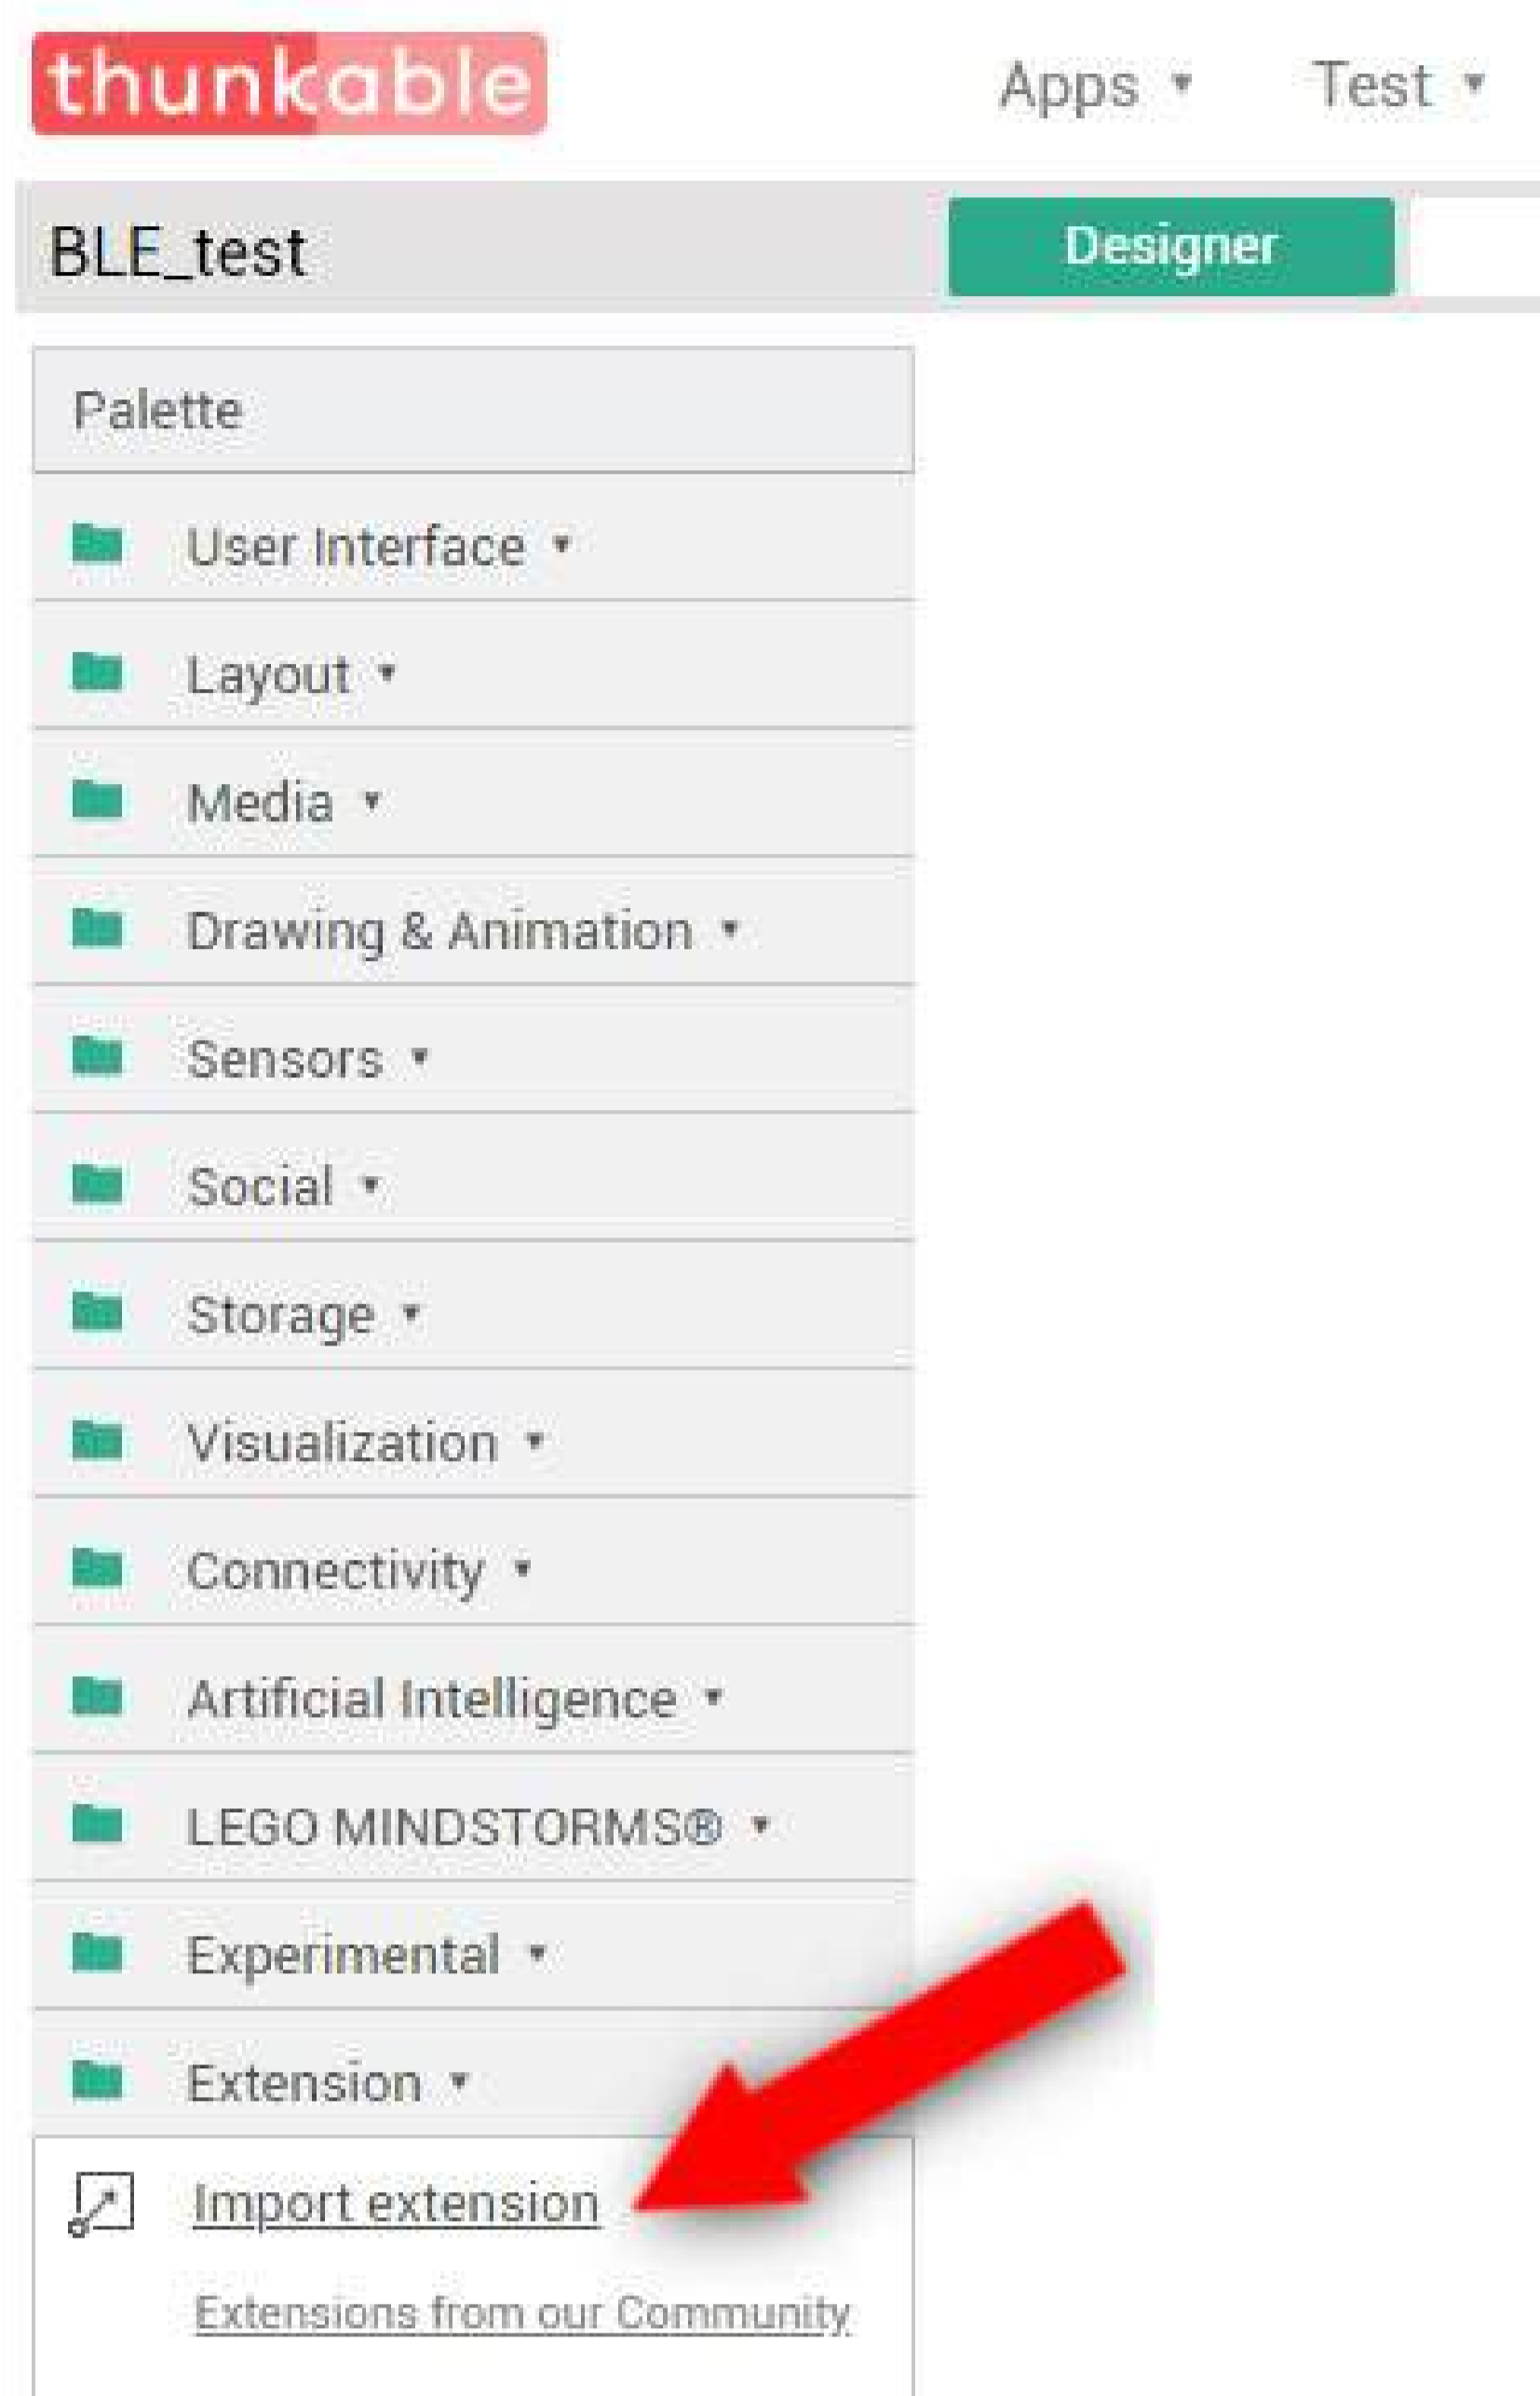 thunkable
Apps ▾ Test ▾
BLE_test
Designer
Palette
User Interface ▾
Layout ▾
Media ▾
Drawing & Animation ▾
Sensors ▾
Social ▾
Storage ▾
Visualization ▾
Connectivity ▾
Artificial Intelligence ▾
LEGO MINDSTORMS® ▾
Experimental ▾
Extension ▾
Import extension
Extensions from our Community